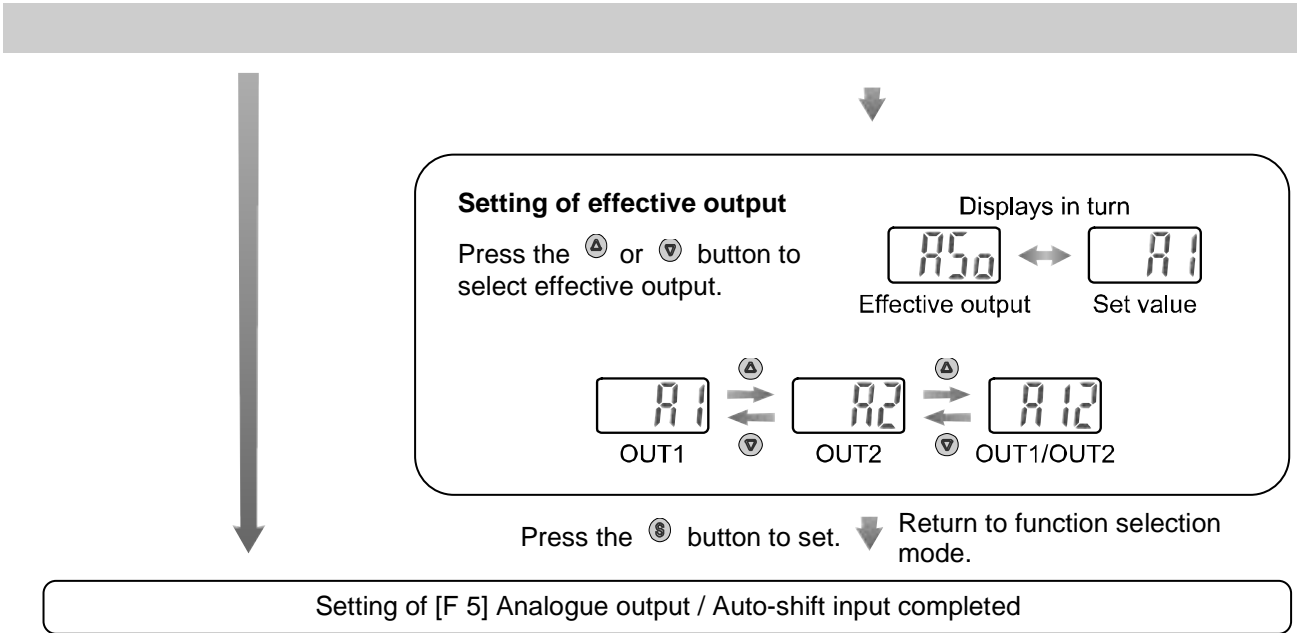 Setting of effective output
Displays in turn
Press the or button to
select effective output.
ASo A1
Effective output Set value
A1 A2 A12
OUT1 OUT2 OUT1/OUT2
Press the S button to set. Return to function selection
mode.
Setting of [F 5] Analogue output / Auto-shift input completed